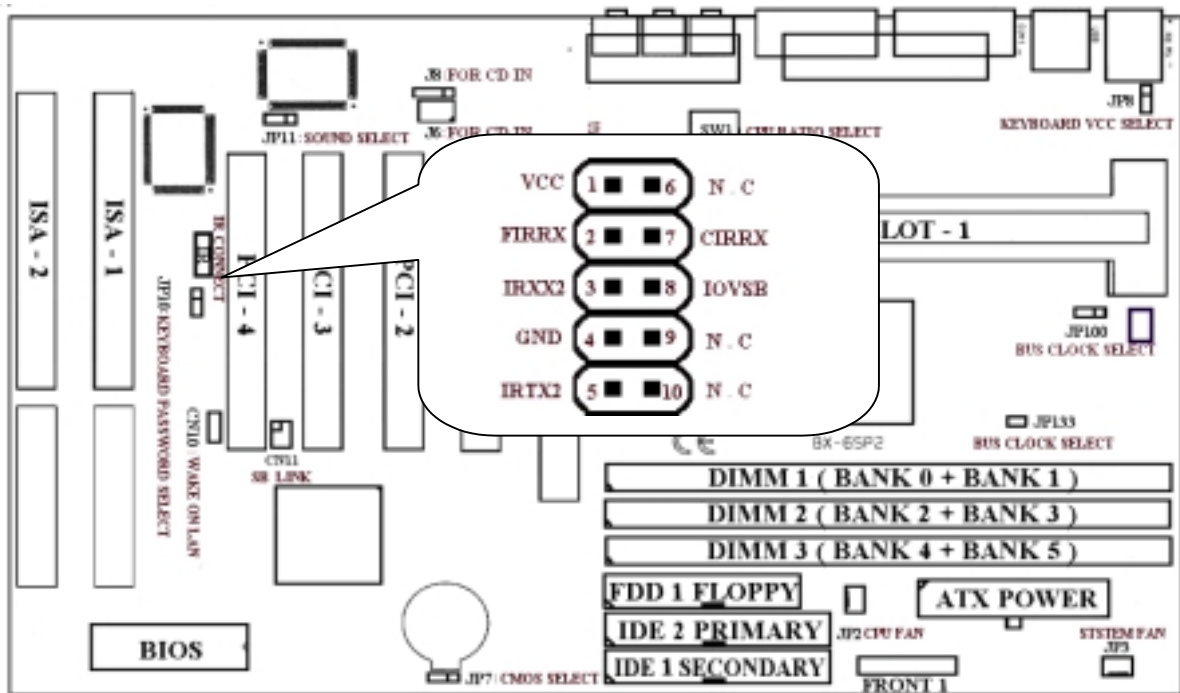 J8:FOR CD IN
JP11:SOUND SELECT
J6:FOR CD IN
SW1: CPU RATIO SELECT
JP8
KEYBOARD VCC SELECT
ISA - 2
ISA - 1
IR CONNECT
IR
PCI - 4
PCI - 3
PCI - 2
VCC 1 6 N.C
FIRRX 2 7 CIRRX
IRXX2 3 8 IOVSB
GND 4 9 N.C
IRTX2 5 10 N.C
LOT - 1
JP100
BUS CLOCK SELECT
JP133
BUS CLOCK SELECT
JP10:KEYBOARD PASSWORD SELECT
CN10:WAKE ON LAN
CN11
SB LINK
CE
BX-6SP2
DIMM 1 ( BANK 0 + BANK 1 )
DIMM 2 ( BANK 2 + BANK 3 )
DIMM 3 ( BANK 4 + BANK 5 )
FDD 1 FLOPPY
IDE 2 PRIMARY
IDE 1 SECONDARY
ATX POWER
JP2 CPU FAN
STSTEM FAN
JP3
BIOS
JP7:CMOS SELECT
FRONT 1